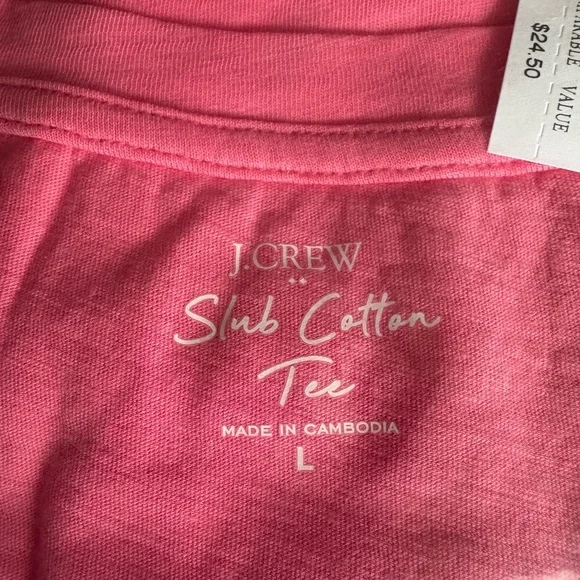 VALUE
$24.50
J.CREW
Slub Cotton
Tee
MADE IN CAMBODIA
L